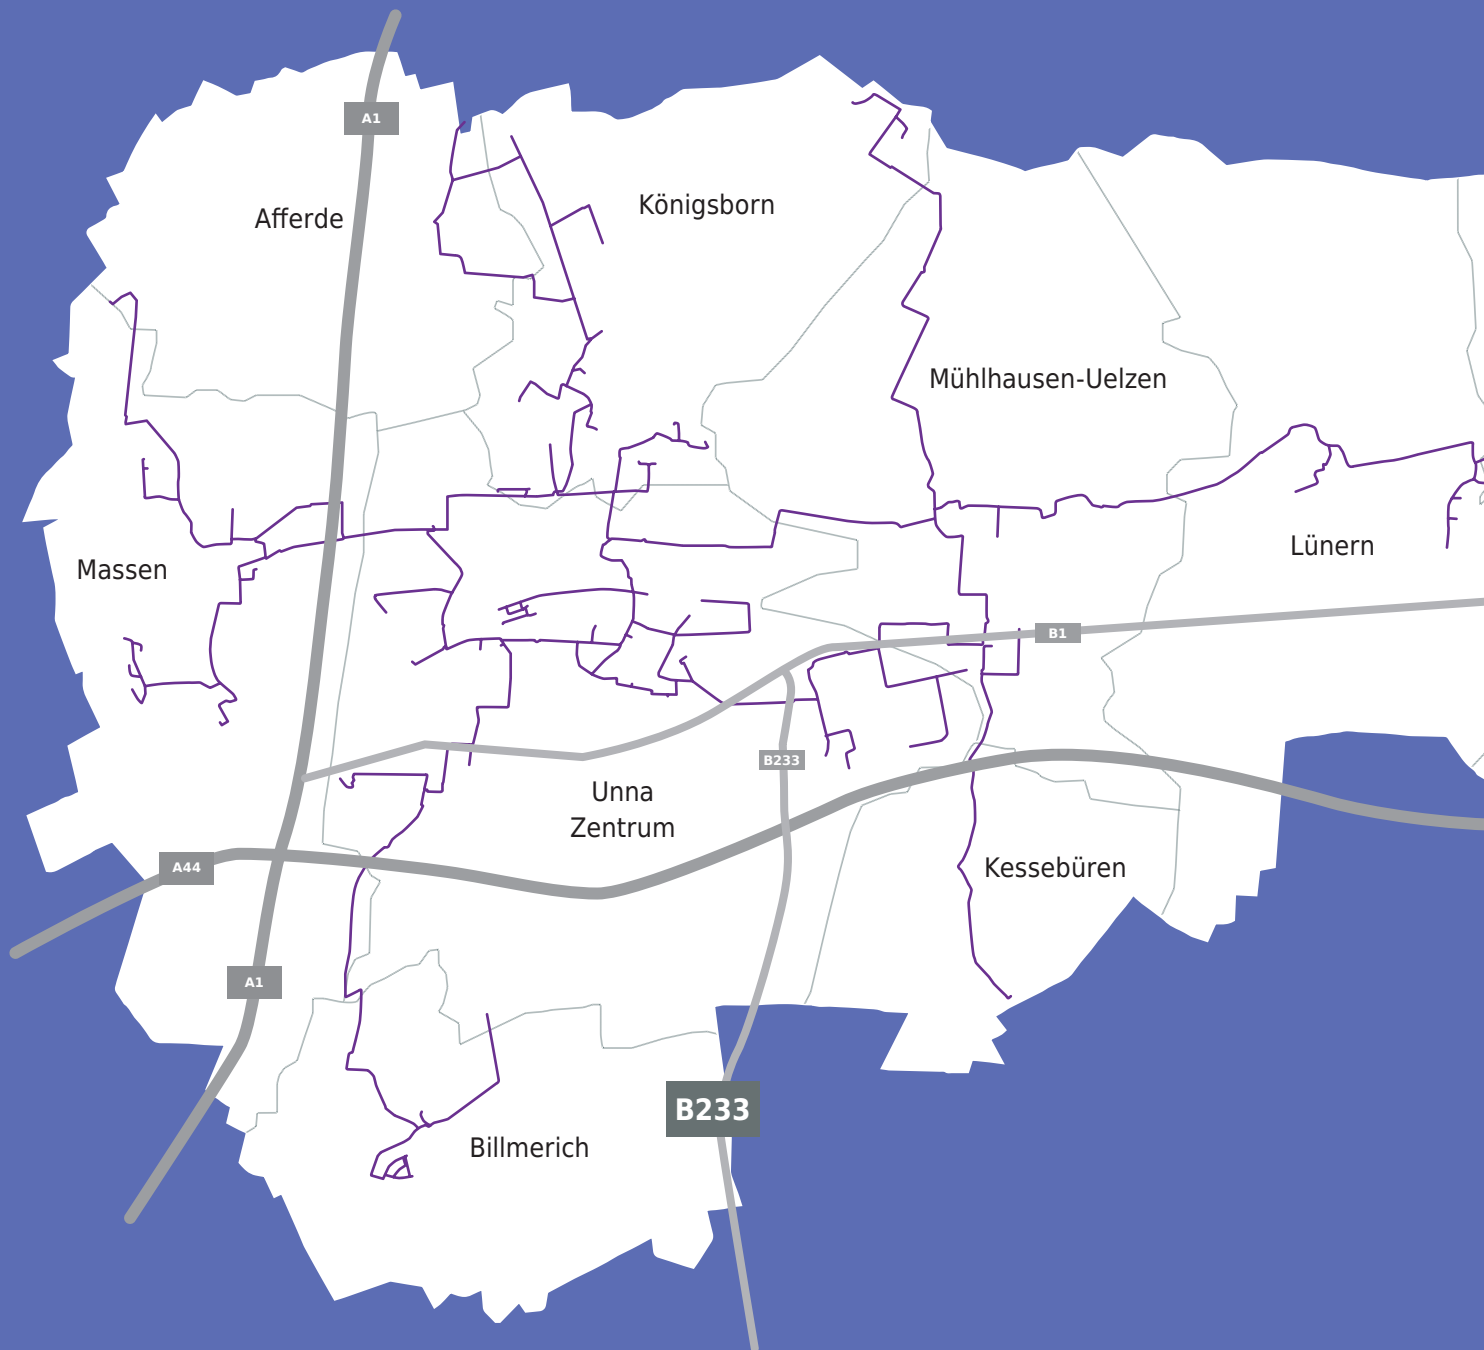 A1
Afferde
Königsborn
Mühlhausen-Uelzen
Lünern
Massen
B1
B233
Unna
Zentrum
A44
Kessebüren
A1
B233
Billmerich